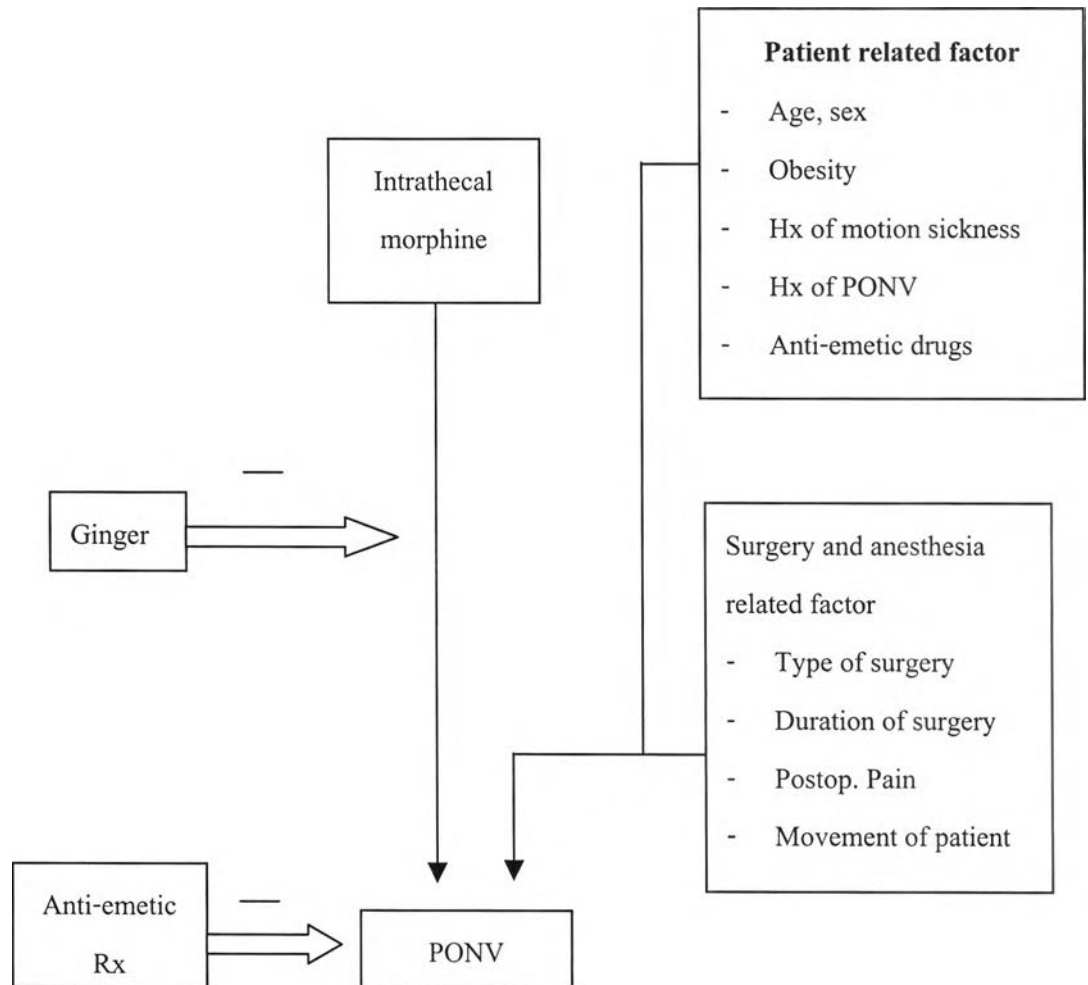 Patient related factor
- Age, sex
- Obesity
- Hx of motion sickness
- Hx of PONV
- Anti-emetic drugs
Intrathecal
morphine
Ginger
Surgery and anesthesia
related factor
- Type of surgery
- Duration of surgery
- Postop. Pain
- Movement of patient
Anti-emetic
Rx
PONV